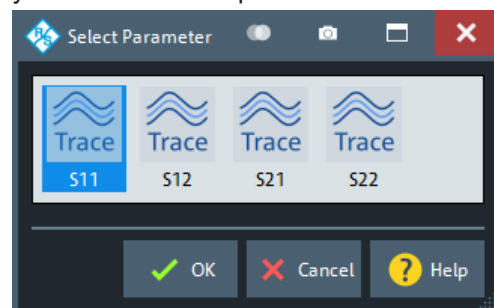 Select Parameter
Trace Trace Trace Trace
S11 S12 S21 S22
OK Cancel Help